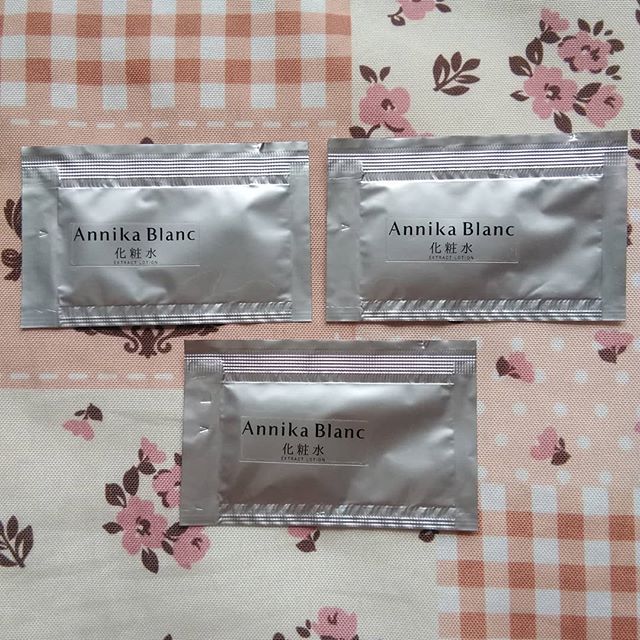 Annika Blanc
化粧水
EXTRACT LOTION
Annika Blanc
化粧水
EXTRACT LOTION
Annika Blanc
化粧水
EXTRACT LOTION